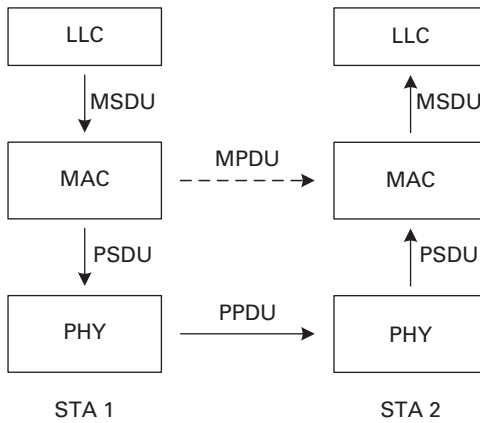 LLC LLC
MSDU MSDU
MPDU
MAC MAC
PSDU PSDU
PPDU
PHY PHY
STA 1 STA 2